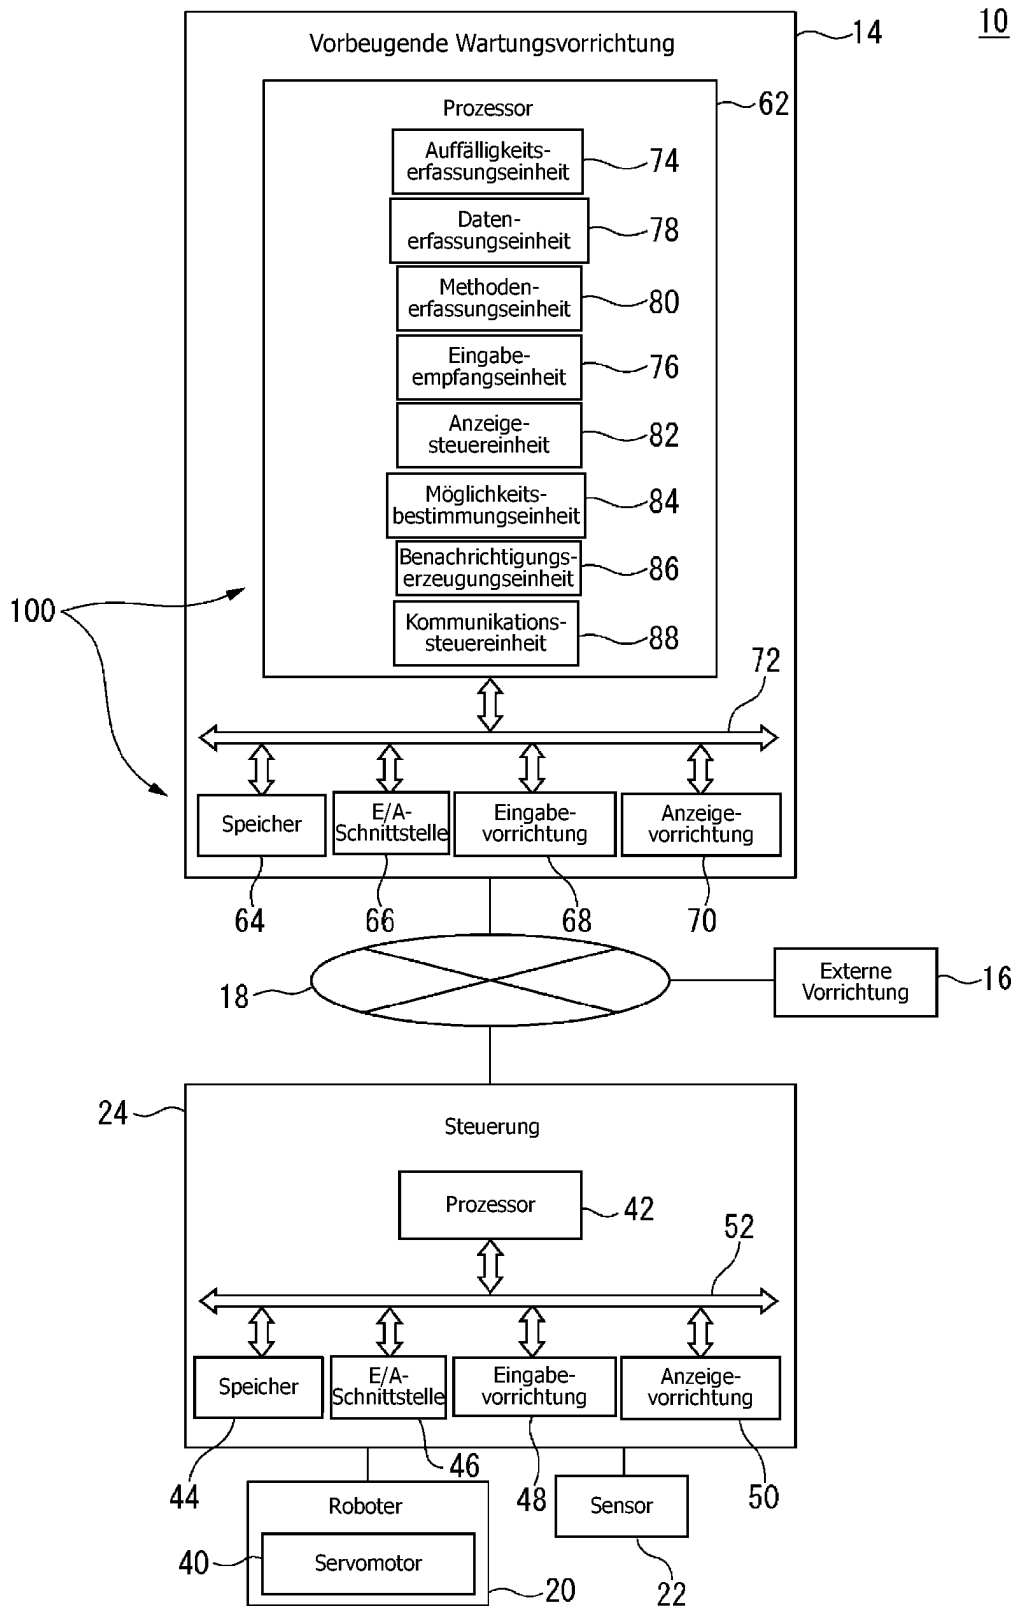 10
Vorbeugende Wartungsvorrichtung
14
Prozessor
62
Auffälligkeits-
erfassungseinheit
74
Daten-
erfassungseinheit
78
Methoden-
erfassungseinheit
80
Eingabe-
empfangseinheit
76
Anzeige-
steuereinheit
82
Möglichkeits-
bestimmungseinheit
84
Benachrichtigungs-
erzeugungseinheit
86
Kommunikations-
steuereinheit
88
100
72
Speicher
E/A-
Schnittstelle
Eingabe-
vorrichtung
Anzeige-
vorrichtung
64
66
68
70
18
Externe
Vorrichtung
16
24
Steuerung
Prozessor
42
52
Speicher
E/A-
Schnittstelle
Eingabe-
vorrichtung
Anzeige-
vorrichtung
44
46
48
50
Roboter
Sensor
40
Servomotor
20
22